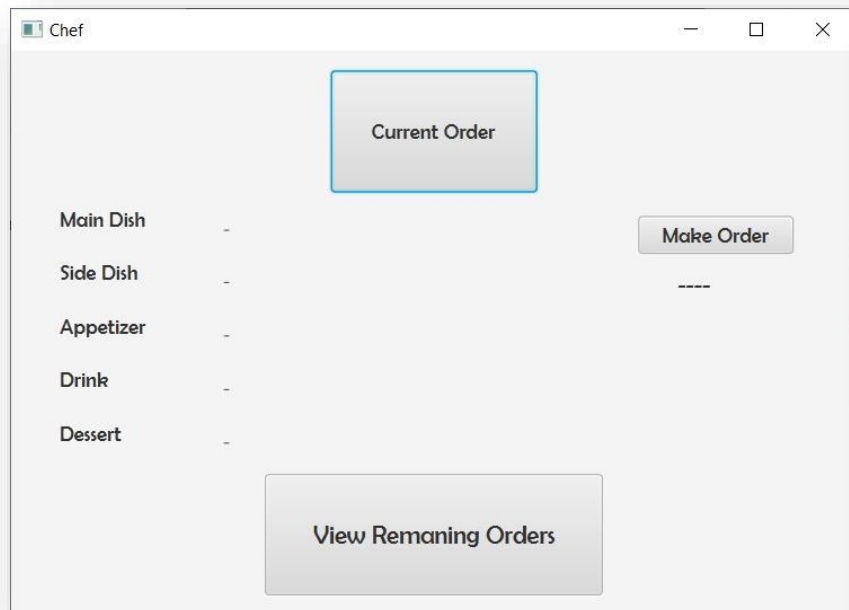 Chef
Current Order
Main Dish -
Make Order
Side Dish -
----
Appetizer -
Drink -
Dessert -
View Remaning Orders